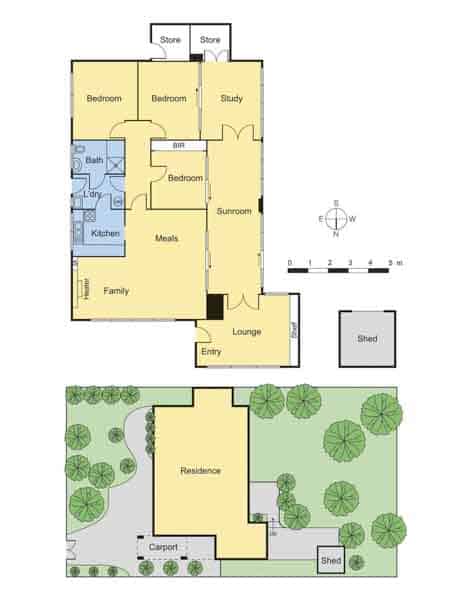 Store Store
Bedroom Bedroom Study
BIR
Bath
Bedroom
L'dry
Sunroom
Kitchen
Meals
Heater
Family
Lounge
Shelf
Entry
S
E W
N
0 1 2 3 4 5 m
Shed
Residence
Carport
Shed